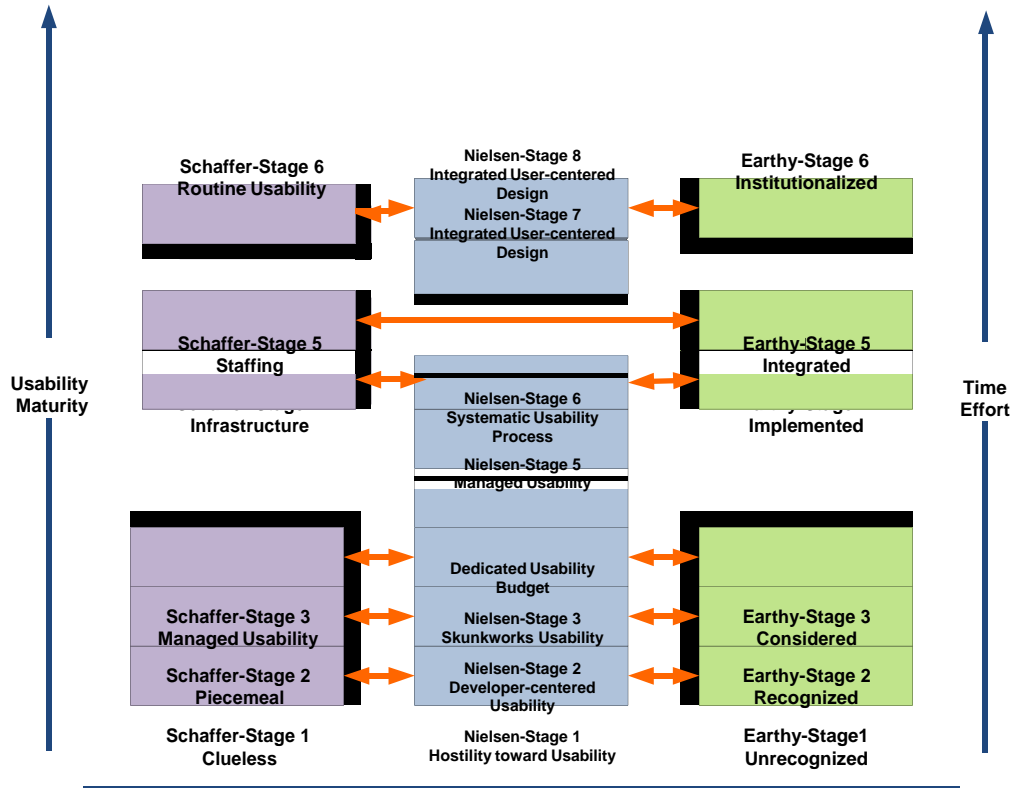 Schaffer-Stage 6
Routine Usability
Nielsen-Stage 8
Integrated User-centered
Design
Nielsen-Stage 7
Integrated User-centered
Design
Earthy-Stage 6
Institutionalized
Usability
Maturity
Schaffer-Stage 5
Staffing
Infrastructure
Nielsen-Stage 6
Systematic Usability
Process
Nielsen-Stage 5
Managed Usability
Earthy-Stage 5
Integrated
Implemented
Time
Effort
Dedicated Usability
Budget
Schaffer-Stage 3
Managed Usability
Nielsen-Stage 3
Skunkworks Usability
Earthy-Stage 3
Considered
Schaffer-Stage 2
Piecemeal
Nielsen-Stage 2
Developer-centered
Usability
Earthy-Stage 2
Recognized
Schaffer-Stage 1
Clueless
Nielsen-Stage 1
Hostility toward Usability
Earthy-Stage1
Unrecognized